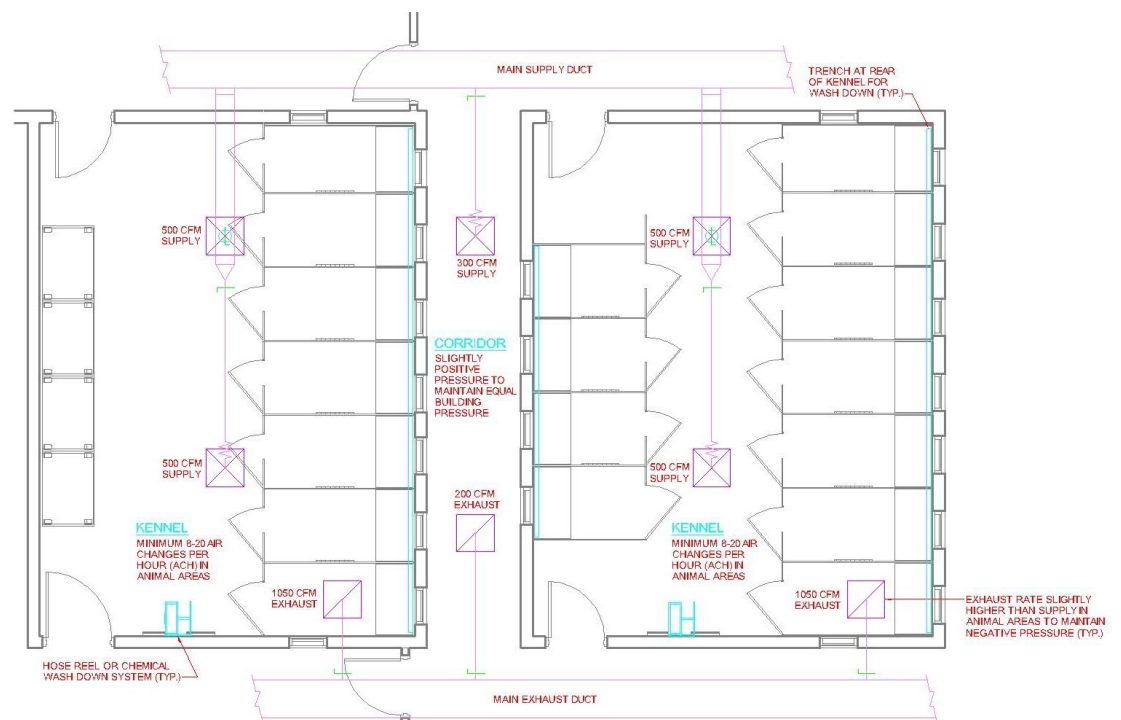 MAIN SUPPLY DUCT
TRENCH AT REAR
OF KENNEL FOR
WASH DOWN (TYP.)
500 CFM
SUPPLY
300 CFM
SUPPLY
500 CFM
SUPPLY
CORRIDOR
SLIGHTLY
POSITIVE
PRESSURE TO
MAINTAIN EQUAL
BUILDING
PRESSURE
500 CFM
SUPPLY
500 CFM
SUPPLY
200 CFM
EXHAUST
KENNEL
MINIMUM 8-20 AIR
CHANGES PER
HOUR (ACH) IN
ANIMAL AREAS
KENNEL
MINIMUM 8-20 AIR
CHANGES PER
HOUR (ACH) IN
ANIMAL AREAS
1050 CFM
EXHAUST
1050 CFM
EXHAUST
EXHAUST RATE SLIGHTLY
HIGHER THAN SUPPLY IN
ANIMAL AREAS TO MAINTAIN
NEGATIVE PRESSURE (TYP.)
HOSE REEL OR CHEMICAL
WASH DOWN SYSTEM (TYP.)
MAIN EXHAUST DUCT